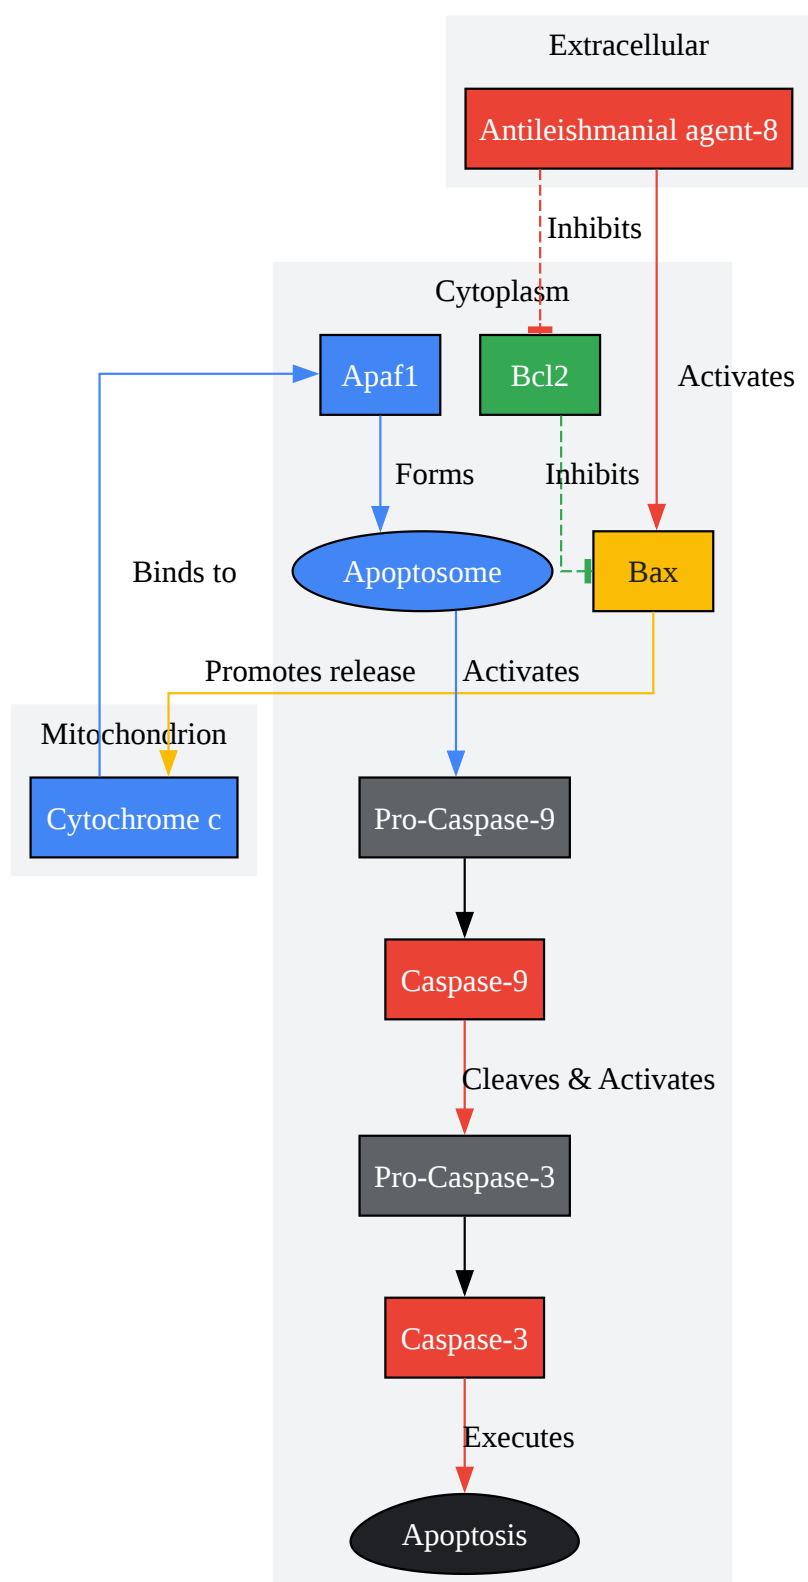 Extracellular
Antileishmanial agent-8
Inhibits
Cytoplasm
Apaf1
Bcl2
Activates
Forms
Inhibits
Binds to
Apoptosome
Bax
Promotes release
Activates
Mitochondrion
Cytochrome c
Pro-Caspase-9
Caspase-9
Cleaves & Activates
Pro-Caspase-3
Caspase-3
Executes
Apoptosis